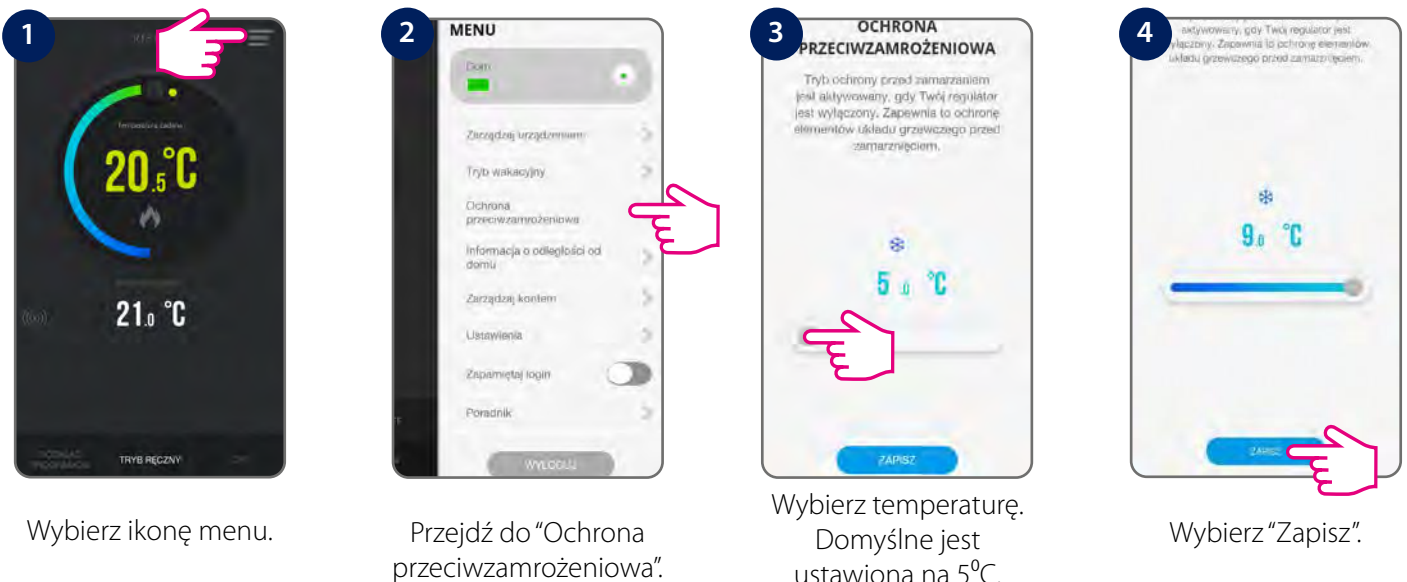 1
Temperatura zadana
20.5°C
21.0 °C
TRYB RĘCZNY
Wybierz ikonę menu.
2
MENU
Dom
Zarządzaj urządzeniem
Tryb wakacyjny
Ochrona
przeciwzamrożeniowa
Informacja o odległości od
domu
Zarządzaj kontem
Ustawienia
Zapamiętaj login
Poradnik
WYLOGUJ
Przejdź do “Ochrona
przeciwzamrożeniowa”.
3
OCHRONA
PRZECIWZAMROŻENIOWA
Tryb ochrony przed zamarzaniem
jest aktywowany, gdy Twój regulator
jest wyłączony. Zapewnia to ochronę
elementów układu grzewczego przed
zamarznięciem.
5.0 °C
ZAPISZ
Wybierz temperaturę.
Domyślne jest
ustawiona na 5⁰C.
4
aktywowany, gdy Twój regulator jest
wyłączony. Zapewnia to ochronę elementów
układu grzewczego przed zamarznięciem.
9.0 °C
ZAPISZ
Wybierz “Zapisz”.